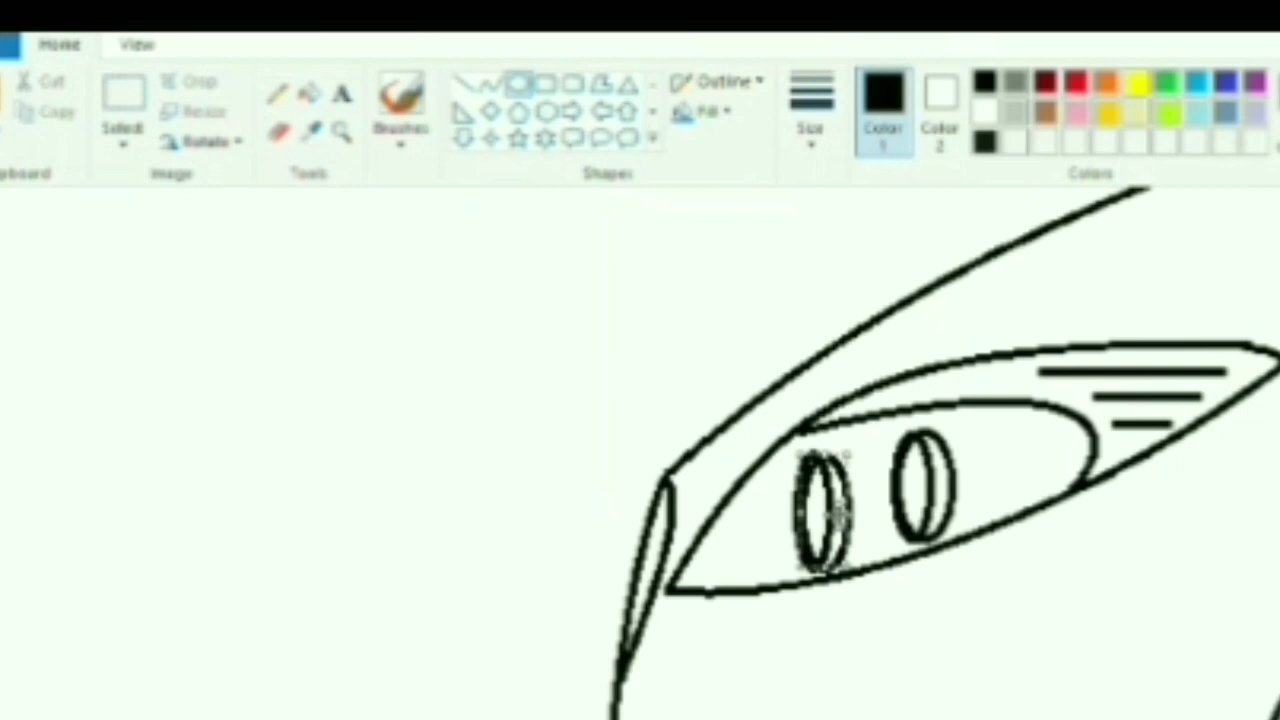 Home View
Cut
Copy
Select
Crop
Resize
Rotate
A
Brushes
Outline
Fill
Size
Color 1
Color 2
pboard
Image
Tools
Shapes
Colors